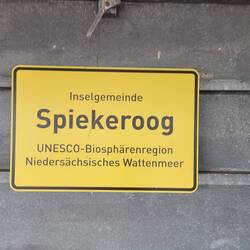 Inselgemeinde
Spiekeroog
UNESCO-Biosphärenregion
Niedersächsisches Wattenmeer